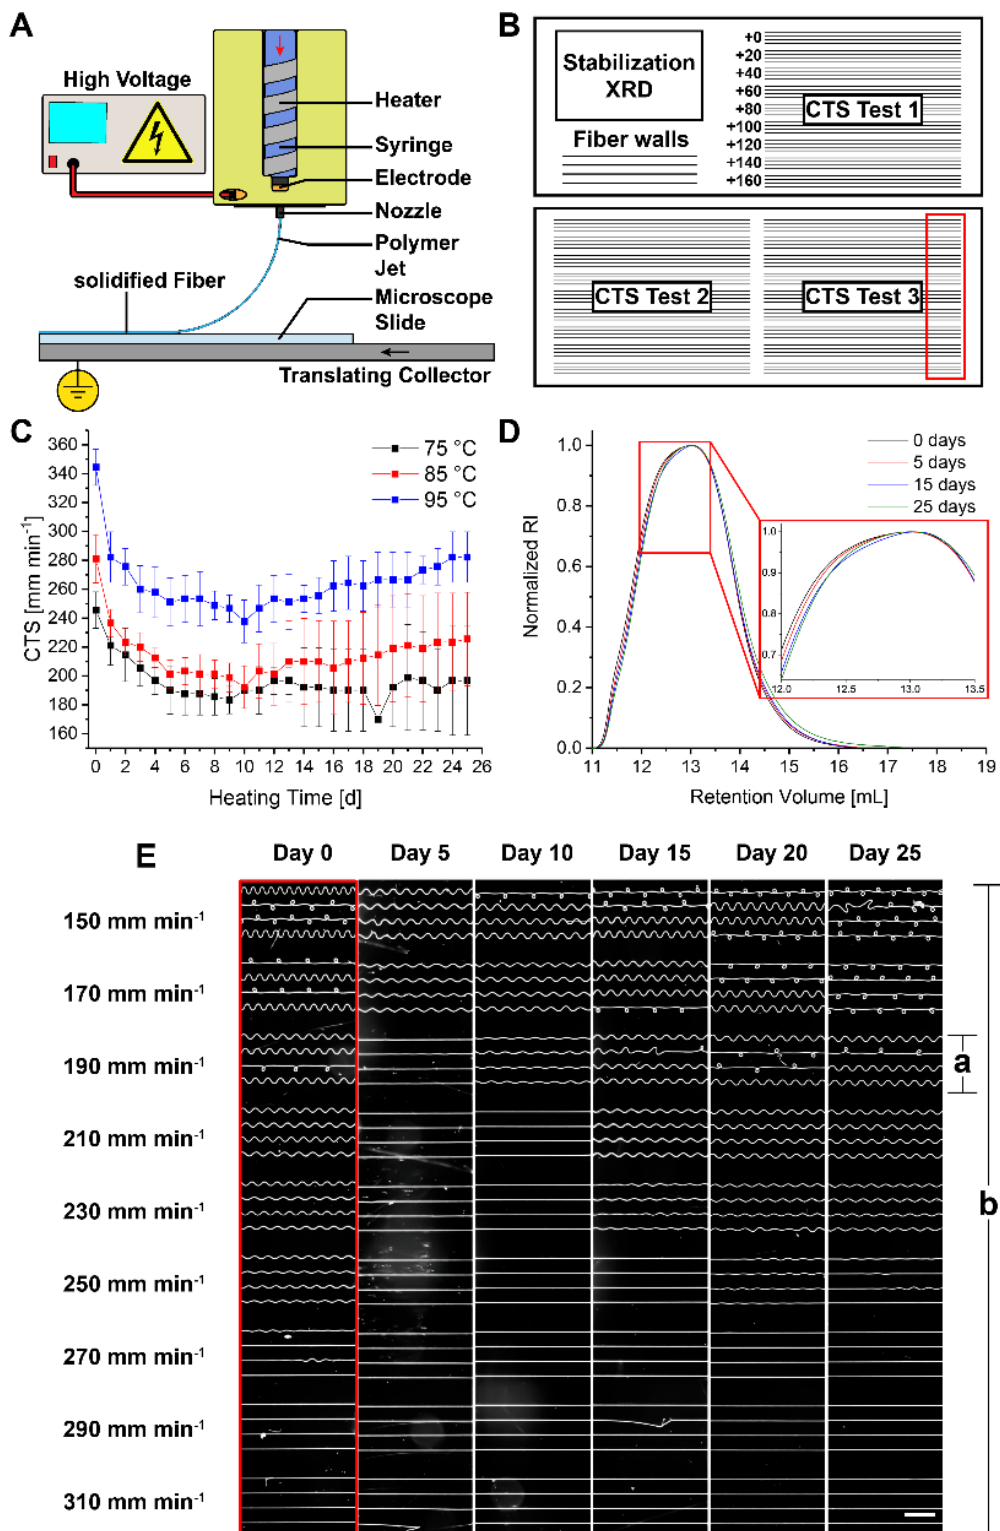 A
High Voltage
Heater
Syringe
Electrode
Nozzle
Polymer
Jet
solidified Fiber
Microscope
Slide
Translating Collector
B
Stabilization
XRD
Fiber walls
+0
+20
+40
+60
+80
+100
+120
+140
+160
CTS Test 1
CTS Test 2
CTS Test 3
C
75 °C
85 °C
95 °C
CTS [mm min⁻¹]
360
340
320
300
280
260
240
220
200
180
160
0 2 4 6 8 10 12 14 16 18 20 22 24 26
Heating Time [d]
D
0 days
5 days
15 days
25 days
Normalized RI
1.0
0.8
0.6
0.4
0.2
0.0
11 12 13 14 15 16 17 18 19
Retention Volume [mL]
1.0
0.9
0.8
0.7
12.0 12.5 13.0 13.5
E
Day 0 Day 5 Day 10 Day 15 Day 20 Day 25
150 mm min⁻¹
170 mm min⁻¹
190 mm min⁻¹
210 mm min⁻¹
230 mm min⁻¹
250 mm min⁻¹
270 mm min⁻¹
290 mm min⁻¹
310 mm min⁻¹
a
b